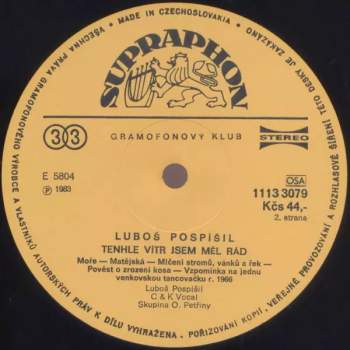 MADE IN CZECHOSLOVAKIA
VŠECHNA PRÁVA GRAMOFONOVÉHO VÝROBCE A VLASTNÍKŮ AUTORSKÝCH PRÁV K DÍLU VYHRAŽENA. POŘIZOVÁNÍ KOPIÍ, VEŘEJNÉ PROVOZOVÁNÍ A ROZHLASOVÉ ŠÍŘENÍ TÉTO DESKY JE ZAKÁZÁNO
SUPRAPHON
33
GRAMOFONOVÝ KLUB
STEREO
E 5804
Ⓟ 1983
OSA
1113 3079
Kčs 44,-
2. strana
LUBOŠ POSPÍŠIL
TENHLE VÍTR JSEM MĚL RÁD
Moře — Matějská — Mlčení stromů, vánků a řek —
Pověst o zrození kosa — Vzpomínka na jednu
venkovskou tancovačku r. 1966
Luboš Pospíšil
C & K Vocal
Skupina O. Petřiny